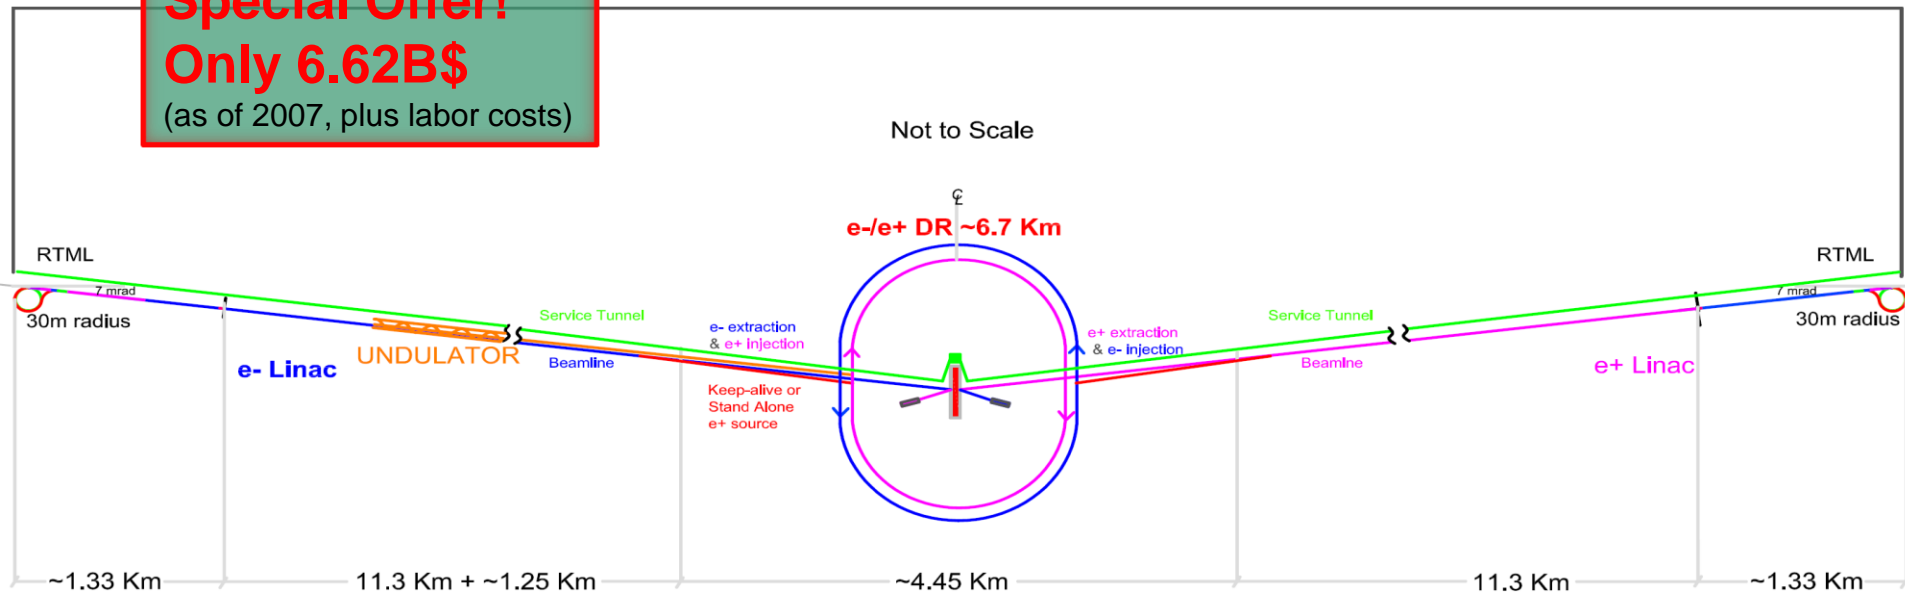 Special Offer!
Only 6.62B$
(as of 2007, plus labor costs)
Not to Scale
℄
e-/e+ DR ~6.7 Km
RTML
RTML
7 mrad
7 mrad
30m radius
30m radius
Service Tunnel
Service Tunnel
e- extraction
& e+ injection
e+ extraction
& e- injection
UNDULATOR
e- Linac
Beamline
Beamline
e+ Linac
Keep-alive or
Stand Alone
e+ source
~1.33 Km
11.3 Km + ~1.25 Km
~4.45 Km
11.3 Km
~1.33 Km